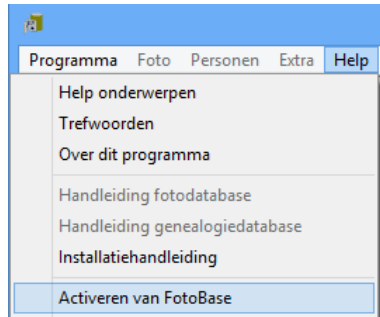 Programma Foto Personen Extra Help
Help onderwerpen
Trefwoorden
Over dit programma
Handleiding fotodatabase
Handleiding genealogiedatabase
Installatiehandleiding
Activeren van FotoBase